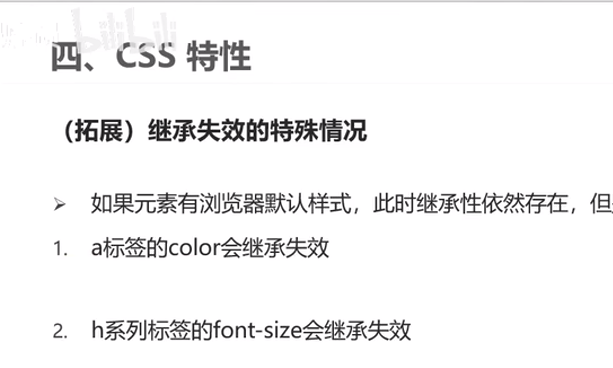 bilibili
四、CSS 特性
（拓展）继承失效的特殊情况
➢ 如果元素有浏览器默认样式，此时继承性依然存在，但
1. a标签的color会继承失效
2. h系列标签的font-size会继承失效